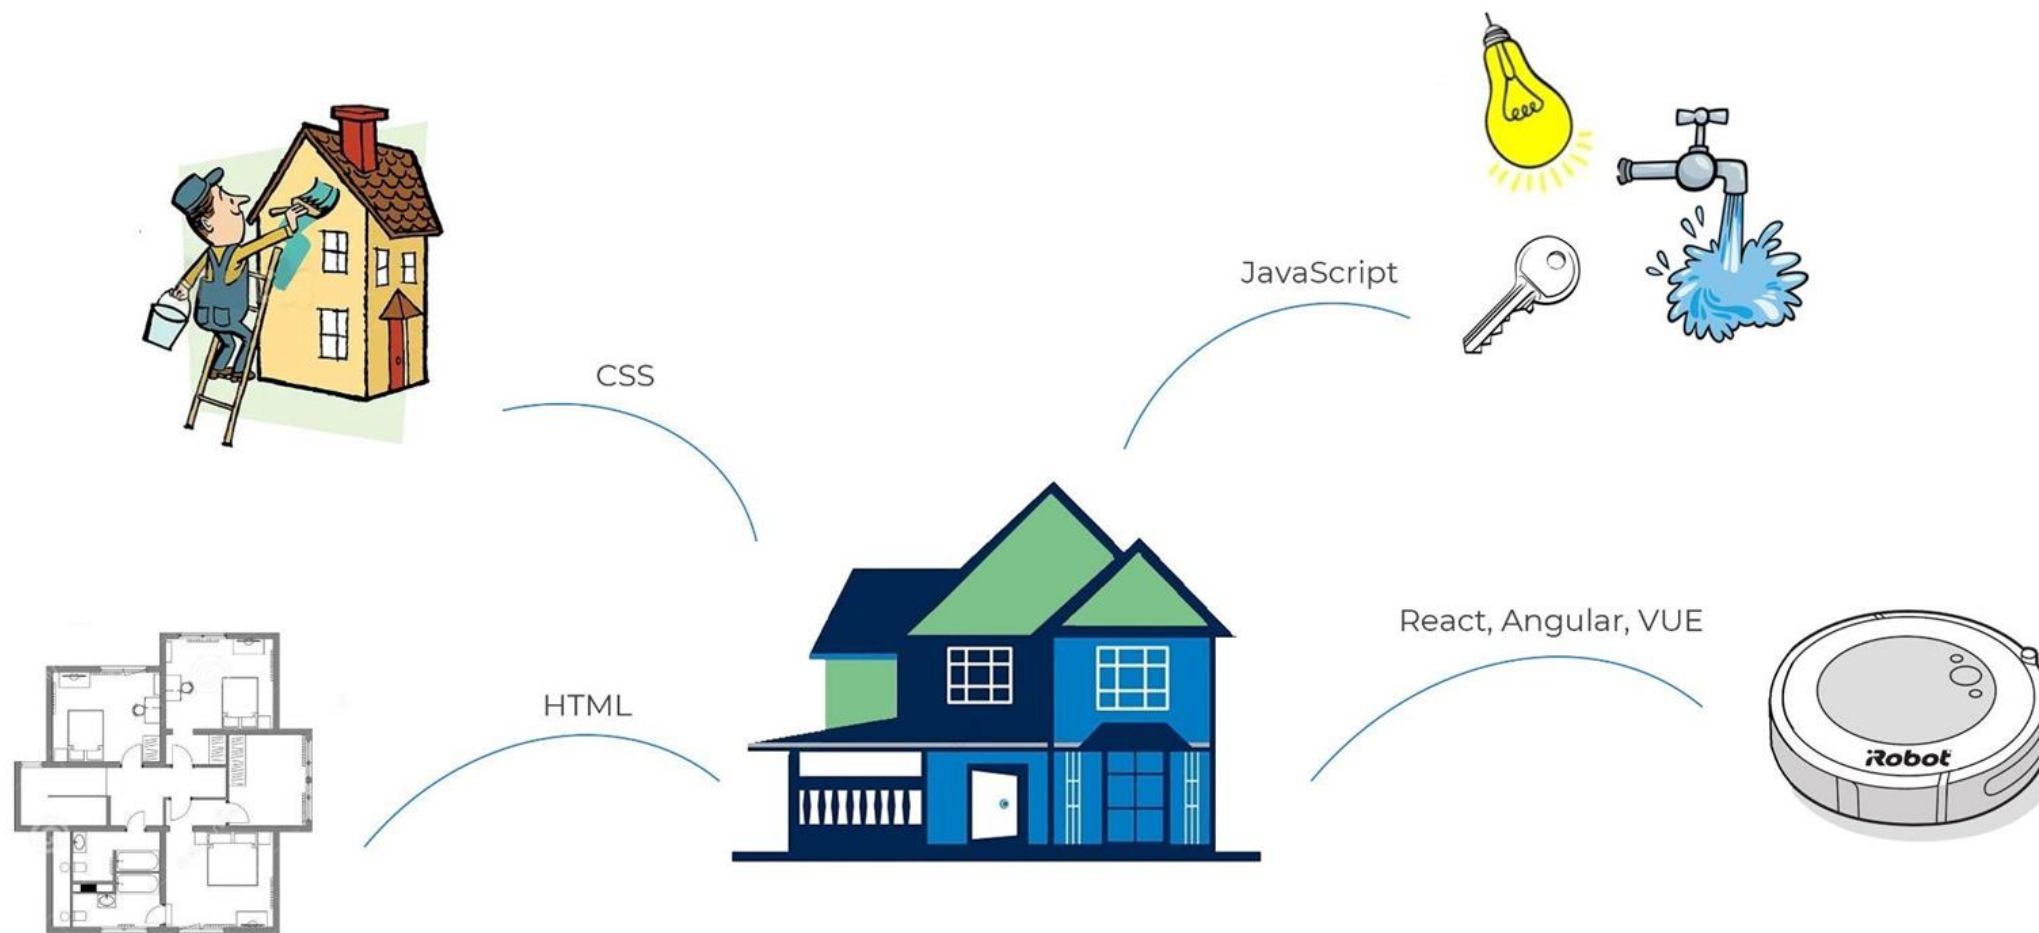 JavaScript
CSS
React, Angular, VUE
HTML
iRobot